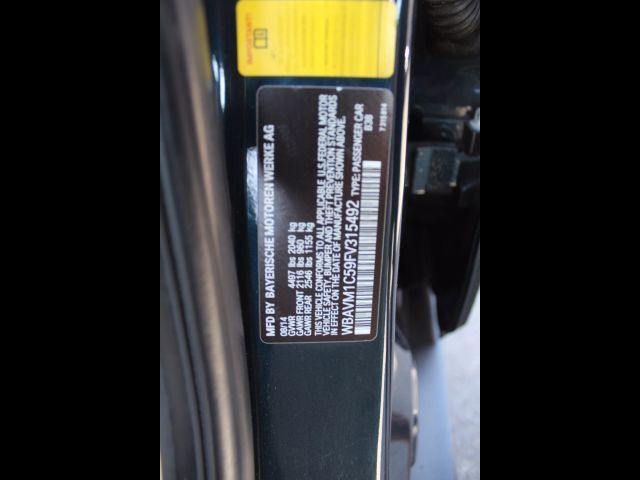 IMPORTANT!
MFD BY BAYERISCHE MOTOREN WERKE AG
08/14
GVWR 4497 lbs 2040 kg
GAWR FRONT 2116 lbs 960 kg
GAWR REAR 2546 lbs 1155 kg
THIS VEHICLE CONFORMS TO ALL APPLICABLE U.S. FEDERAL MOTOR
VEHICLE SAFETY, BUMPER AND THEFT PREVENTION STANDARDS
IN EFFECT ON THE DATE OF MANUFACTURE SHOWN ABOVE.
WBAVM1C59FV315492 TYPE: PASSENGER CAR
B38
7315814